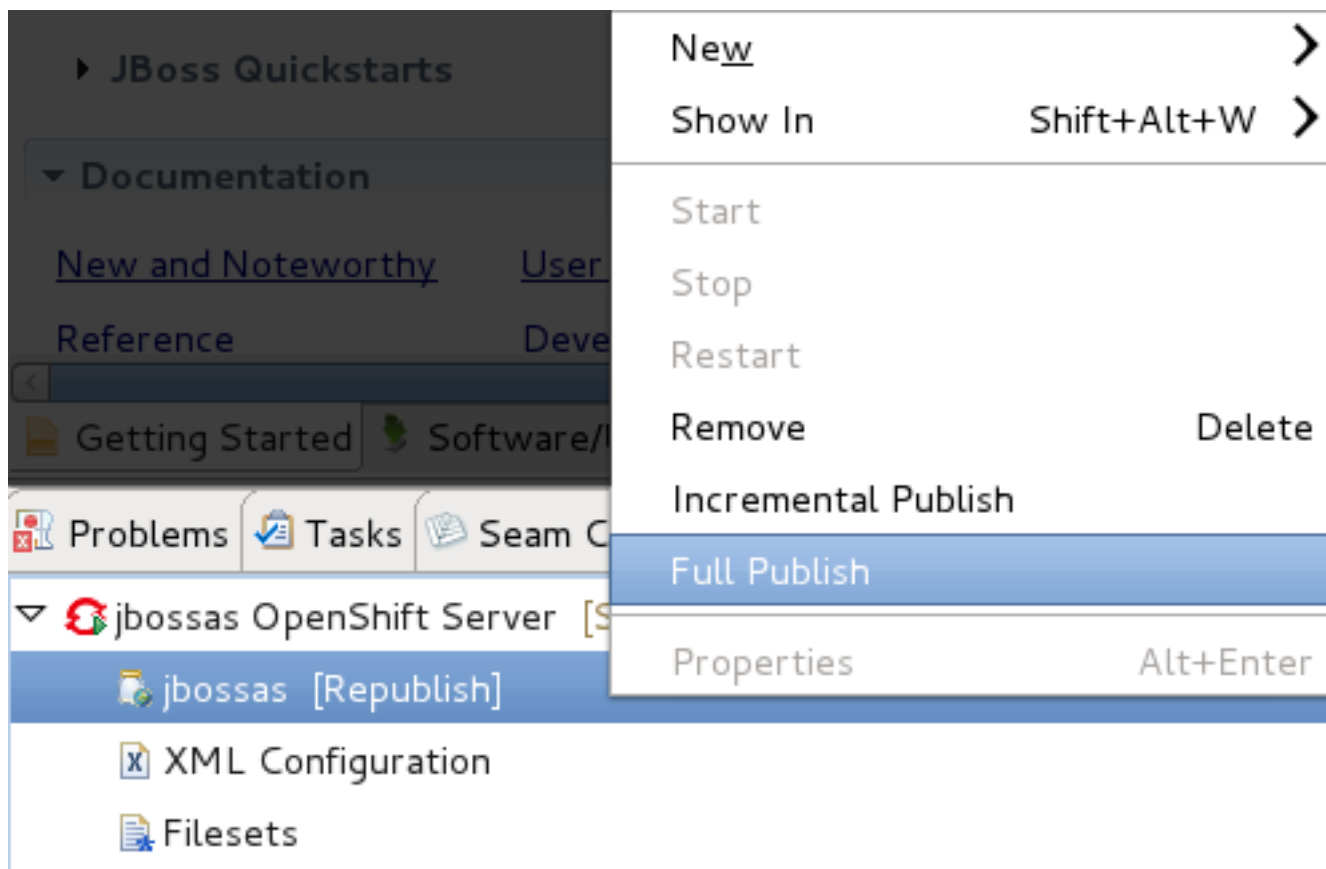 JBoss Quickstarts
Documentation
New and Noteworthy User
Reference
Getting Started
Problems Tasks Seam
jbossas OpenShift Server
jbossas [Republish]
XML Configuration
Filesets
New
Show In Shift+Alt+W
Start
Stop
Restart
Remove Delete
Incremental Publish
Full Publish
Properties Alt+Enter